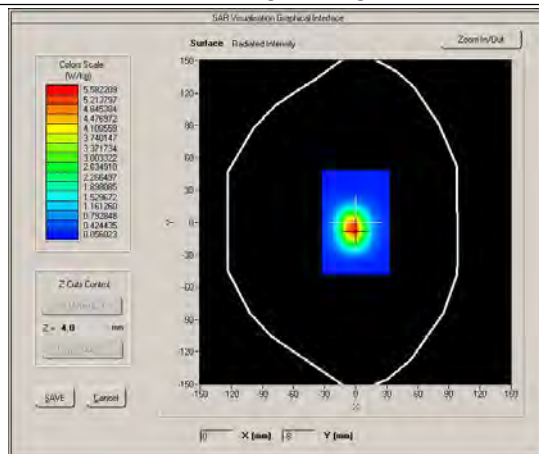 SAR Visualisation Graphical Interface
Surface Radiated Intensity
Zoom In/Out
Colors Scale
(W/kg)
5.582209
5.213797
4.845384
4.476972
4.108559
3.740147
3.371734
3.003322
2.634910
2.266497
1.898085
1.529672
1.161260
0.792848
0.424435
0.056023
150
120
90
60
30
0
-30
-60
-90
-120
-150
Y
-150 -120 -90 -60 -30 0 30 60 90 120 150
X
Z Cuts Control
Z = 4.0 mm
SAVE Cancel
0 X (mm) -8 Y (mm)